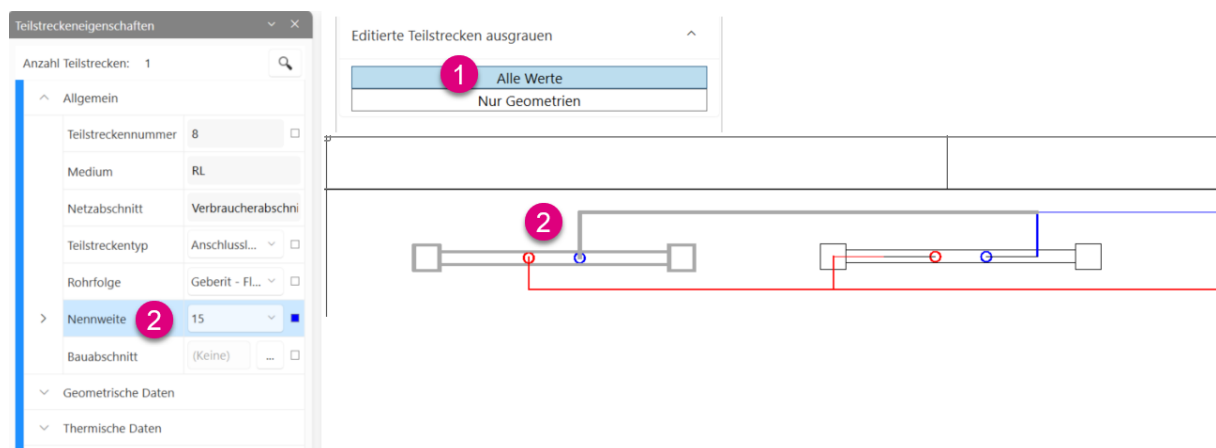 Teilstreckeneigenschaften
Anzahl Teilstrecken: 1
Allgemein
Teilstreckennummer 8
Medium RL
Netzabschnitt Verbraucherabschni
Teilstreckentyp Anschlussl...
Rohrfolge Geberit - Fl...
Nennweite 2 15
Bauabschnitt (Keine) ...
Geometrische Daten
Thermische Daten
Editierte Teilstrecken ausgrauen
1 Alle Werte
Nur Geometrien
2